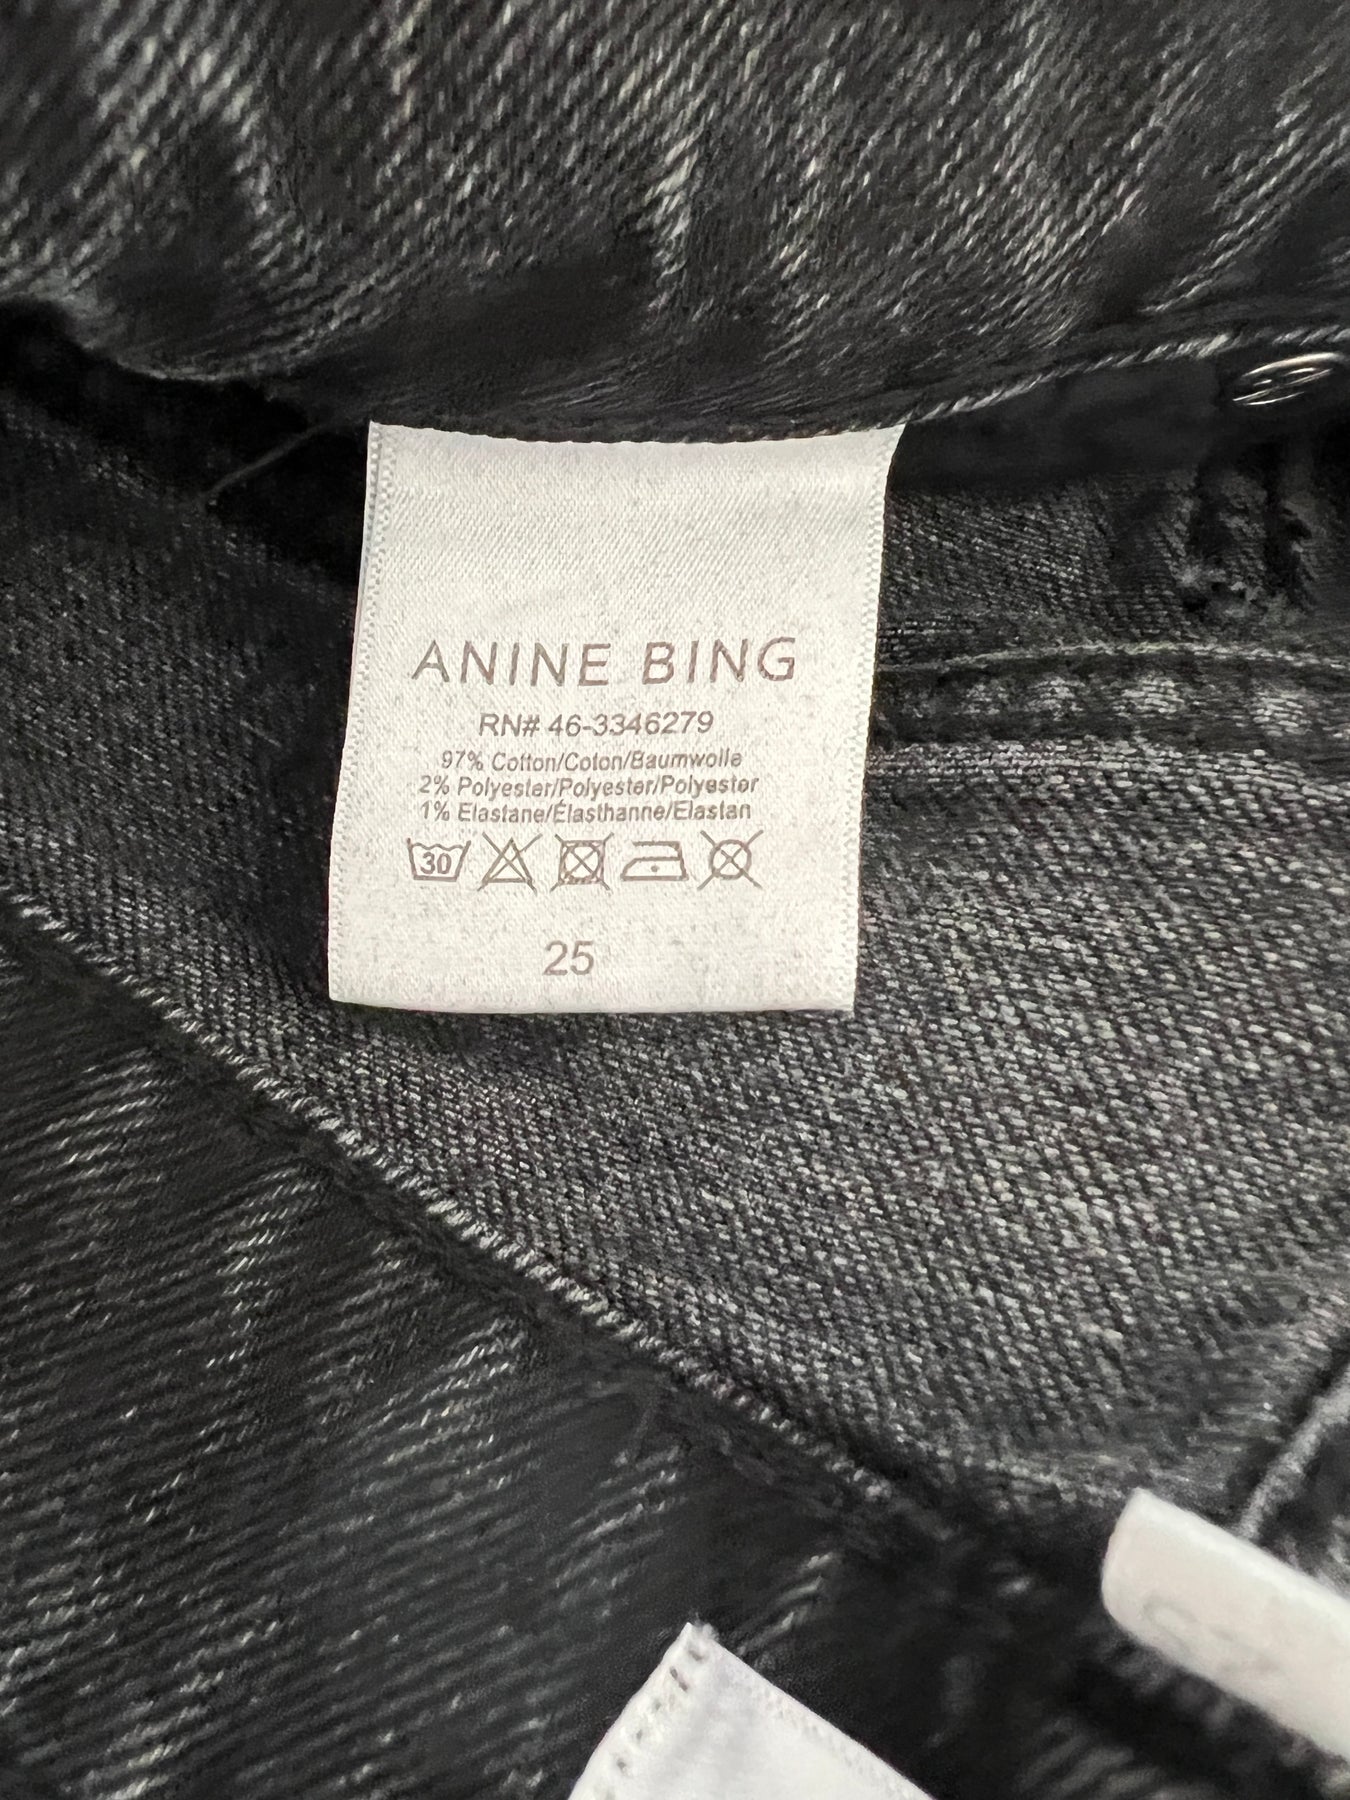 ANINE BING
RN# 46-3346279
97% Cotton/Coton/Baumwolle
2% Polyester/Polyester/Polyester
1% Elastane/Élasthanne/Elastan
30
25